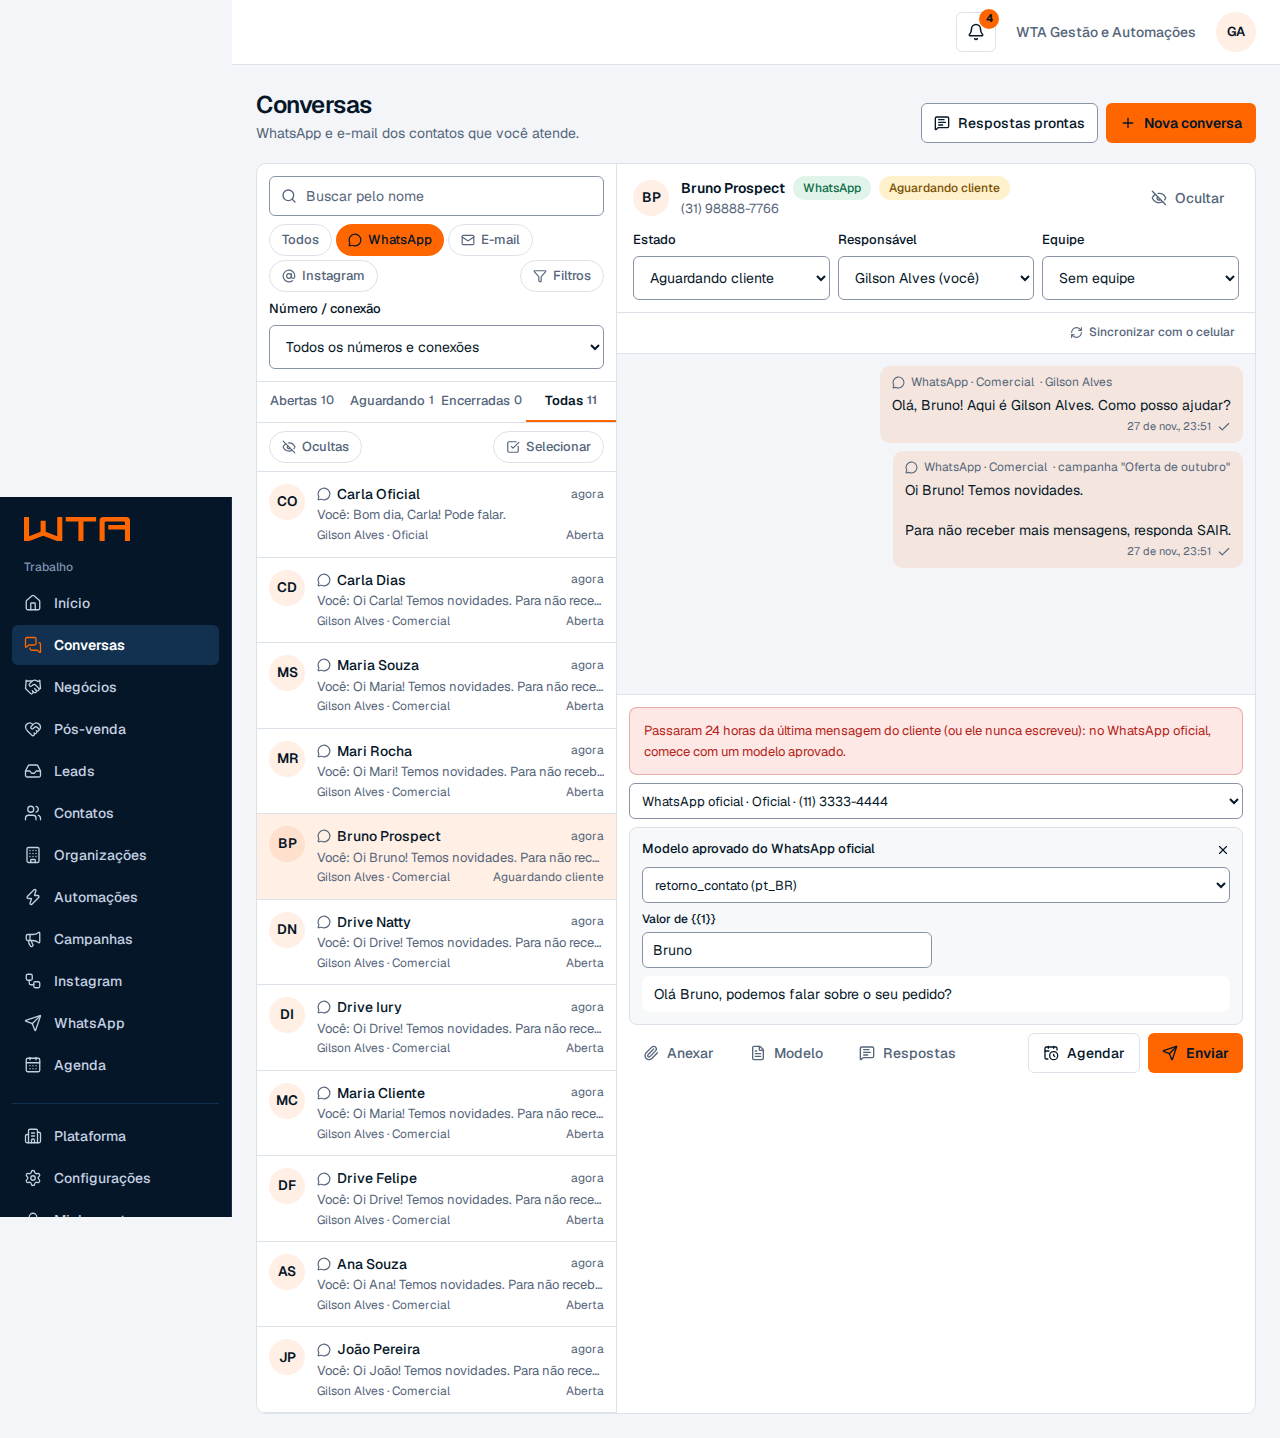 4
WTA Gestão e Automações
GA
Conversas
WhatsApp e e-mail dos contatos que você atende.
Respostas prontas
Nova conversa
WTA
Trabalho
Início
Conversas
Negócios
Pós-venda
Leads
Contatos
Organizações
Automações
Campanhas
Instagram
WhatsApp
Agenda
Plataforma
Configurações
Buscar pelo nome
Todos
WhatsApp
E-mail
Instagram
Filtros
Número / conexão
Todos os números e conexões
Abertas 10
Aguardando 1
Encerradas 0
Todas 11
Ocultas
Selecionar
CO
Carla Oficial
agora
Você: Bom dia, Carla! Pode falar.
Gilson Alves · Oficial
Aberta
CD
Carla Dias
agora
Você: Oi Carla! Temos novidades. Para não rece...
Gilson Alves · Comercial
Aberta
MS
Maria Souza
agora
Você: Oi Maria! Temos novidades. Para não rece...
Gilson Alves · Comercial
Aberta
MR
Mari Rocha
agora
Você: Oi Mari! Temos novidades. Para não receb...
Gilson Alves · Comercial
Aberta
BP
Bruno Prospect
agora
Você: Oi Bruno! Temos novidades. Para não rec...
Gilson Alves · Comercial
Aguardando cliente
DN
Drive Natty
agora
Você: Oi Drive! Temos novidades. Para não rece...
Gilson Alves · Comercial
Aberta
DI
Drive Iury
agora
Você: Oi Drive! Temos novidades. Para não rece...
Gilson Alves · Comercial
Aberta
MC
Maria Cliente
agora
Você: Oi Maria! Temos novidades. Para não rece...
Gilson Alves · Comercial
Aberta
DF
Drive Felipe
agora
Você: Oi Drive! Temos novidades. Para não rece...
Gilson Alves · Comercial
Aberta
AS
Ana Souza
agora
Você: Oi Ana! Temos novidades. Para não receb...
Gilson Alves · Comercial
Aberta
JP
João Pereira
agora
Você: Oi João! Temos novidades. Para não rece...
Gilson Alves · Comercial
Aberta
BP
Bruno Prospect
WhatsApp
Aguardando cliente
(31) 98888-7766
Ocultar
Estado
Responsável
Equipe
Aguardando cliente
Gilson Alves (você)
Sem equipe
Sincronizar com o celular
WhatsApp · Comercial · Gilson Alves
Olá, Bruno! Aqui é Gilson Alves. Como posso ajudar?
27 de nov., 23:51
WhatsApp · Comercial · campanha "Oferta de outubro"
Oi Bruno! Temos novidades.
Para não receber mais mensagens, responda SAIR.
27 de nov., 23:51
Passaram 24 horas da última mensagem do cliente (ou ele nunca escreveu): no WhatsApp oficial,
comece com um modelo aprovado.
WhatsApp oficial · Oficial · (11) 3333-4444
Modelo aprovado do WhatsApp oficial
retorno_contato (pt_BR)
Valor de {{1}}
Bruno
Olá Bruno, podemos falar sobre o seu pedido?
Anexar
Modelo
Respostas
Agendar
Enviar